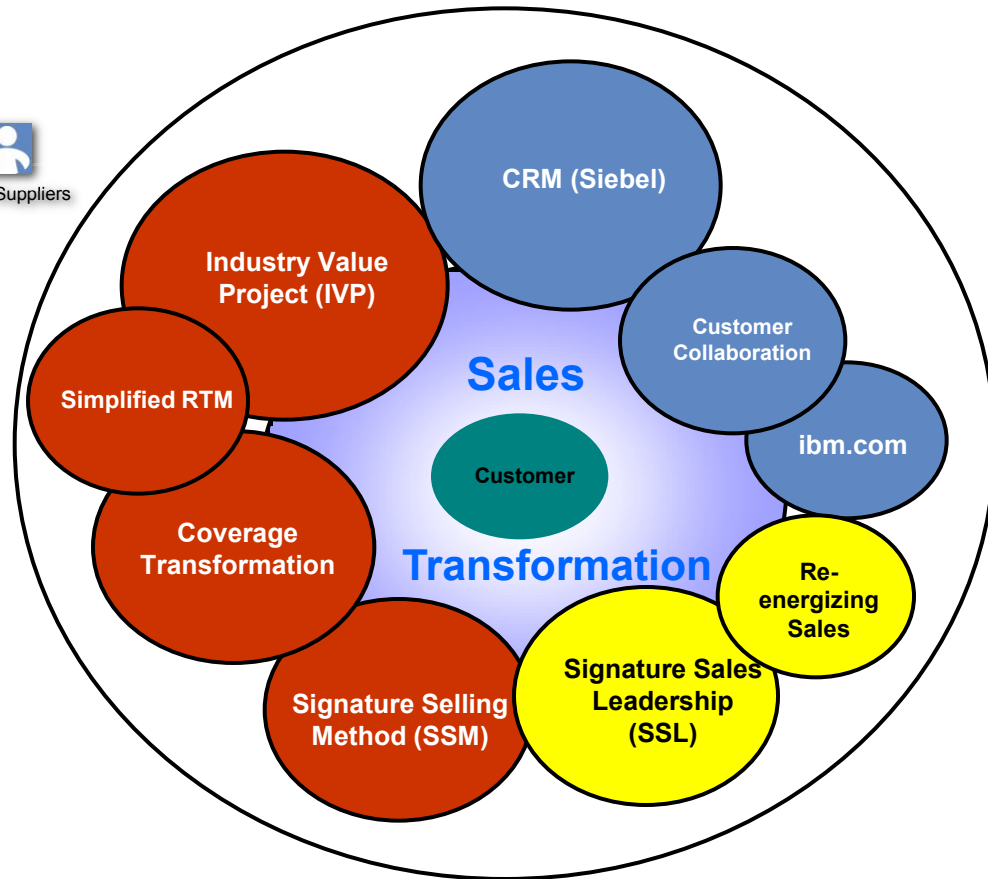 Suppliers
CRM (Siebel)
Industry Value
Project (IVP)
Customer
Collaboration
Sales
Simplified RTM
ibm.com
Customer
Coverage
Transformation
Transformation
Re-
energizing
Sales
Signature Sales
Leadership
(SSL)
Signature Selling
Method (SSM)